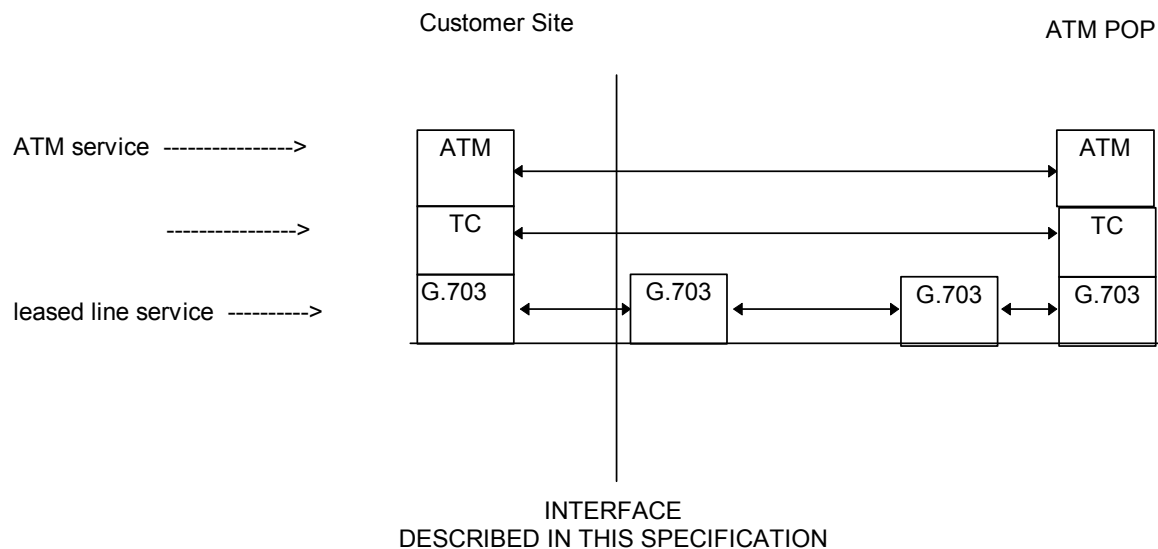 Customer Site
ATM POP
ATM service ---------------->
ATM
ATM
---------------->
TC
TC
leased line service ---------->
G.703
G.703
G.703
G.703
INTERFACE
DESCRIBED IN THIS SPECIFICATION